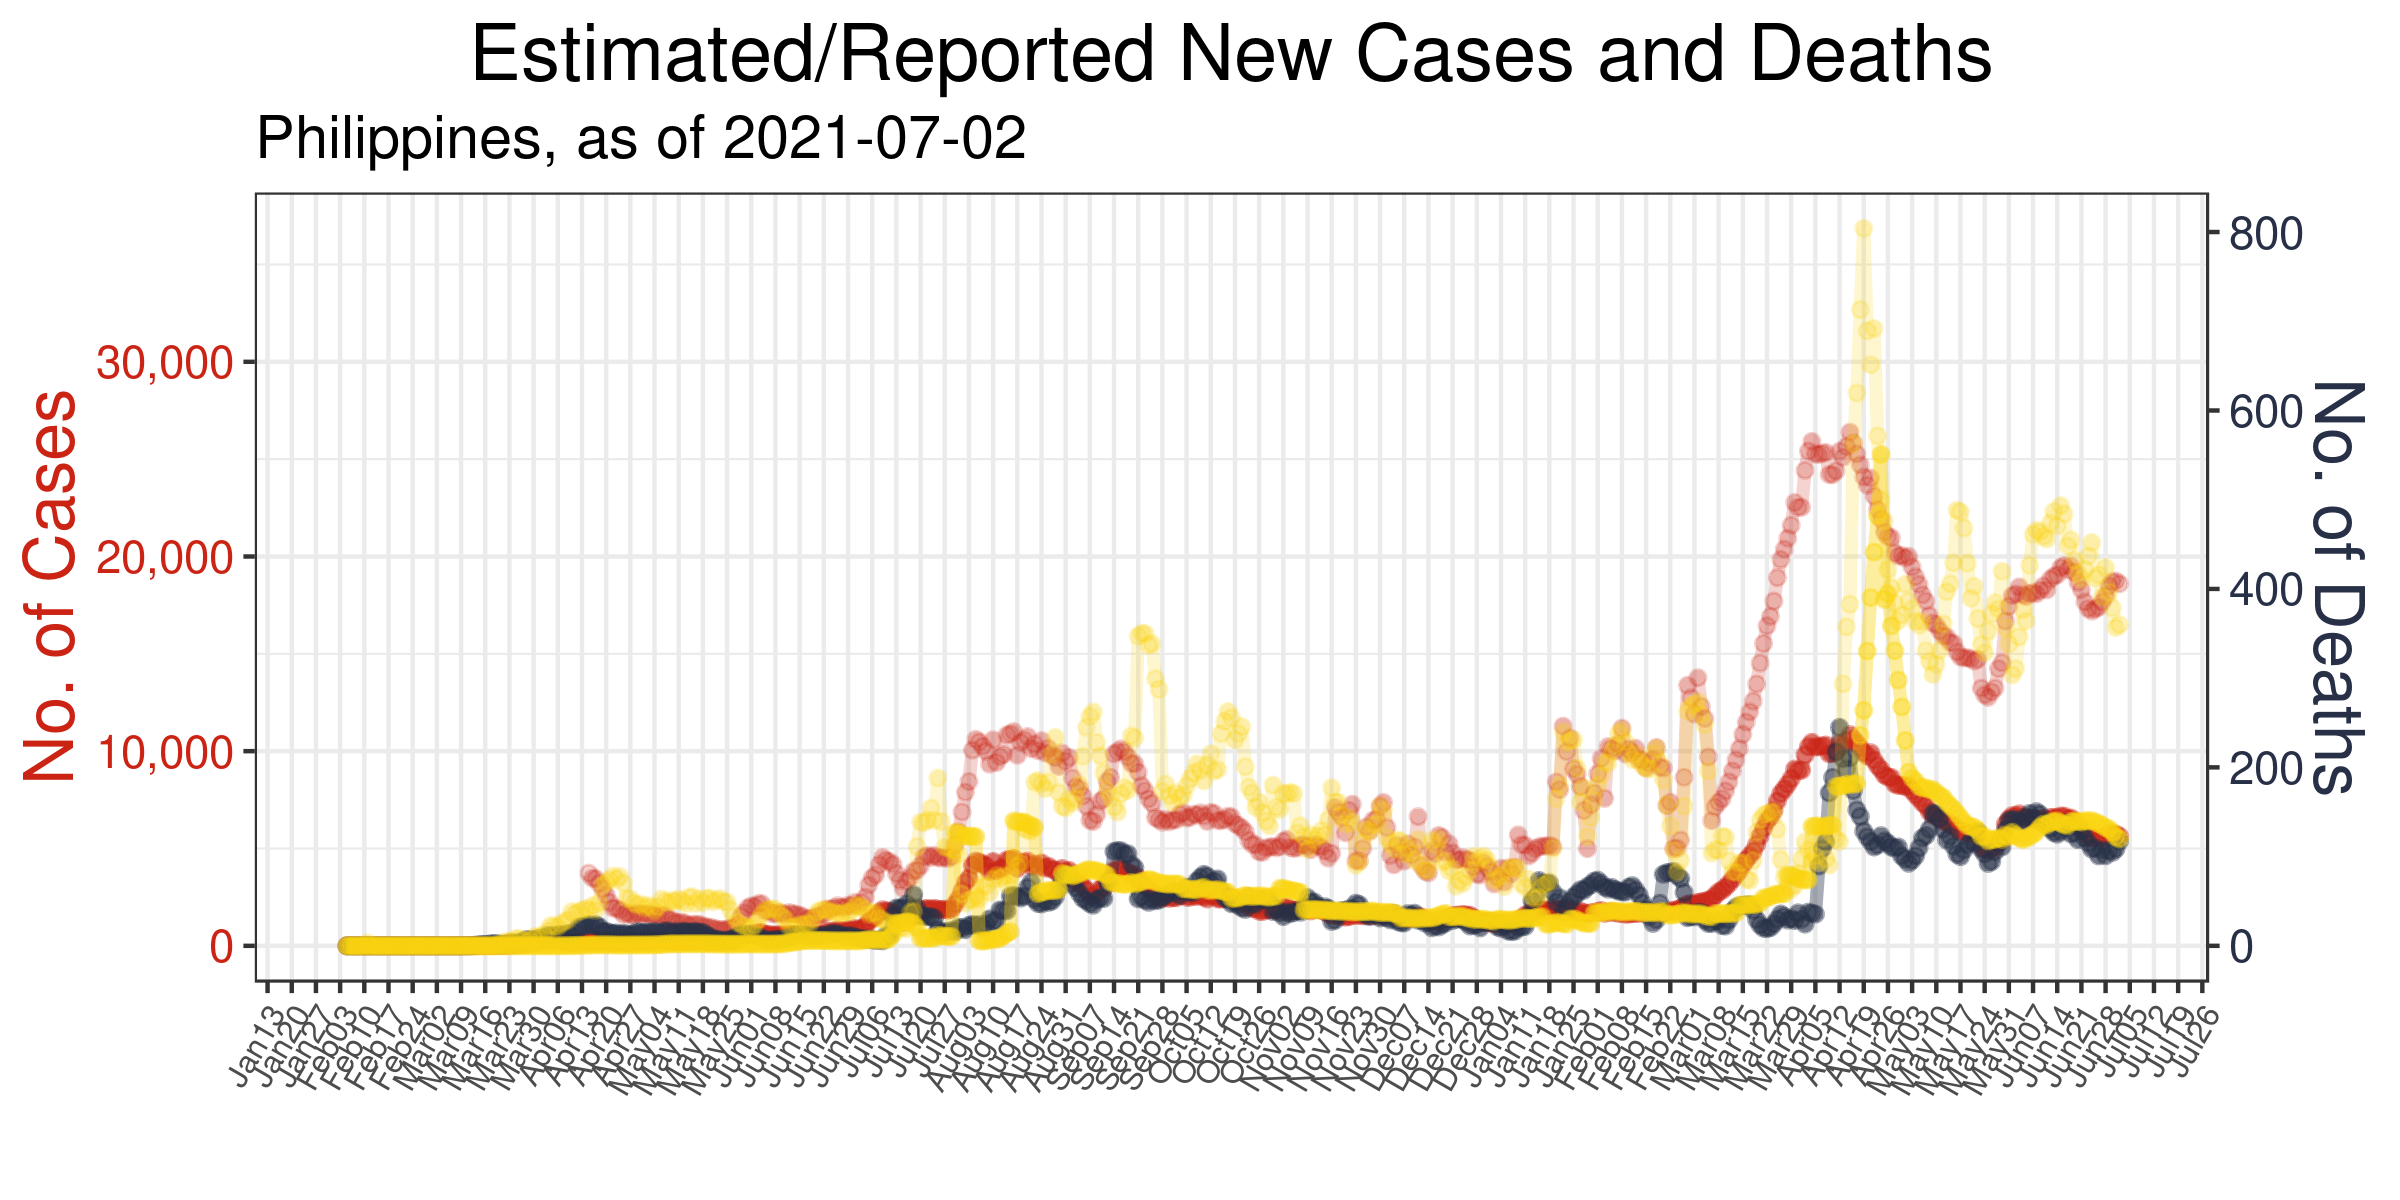 Estimated/Reported New Cases and Deaths
Philippines, as of 2021-07-02
No. of Cases
30,000
20,000
10,000
0
800
600
400
200
0
No. of Deaths
Jan13
Jan20
Jan27
Feb03
Feb10
Feb17
Feb24
Mar02
Mar09
Mar16
Mar23
Mar30
Apr06
Apr13
Apr20
Apr27
May04
May11
May18
May25
Jun01
Jun08
Jun15
Jun22
Jun29
Jul06
Jul13
Jul20
Jul27
Aug03
Aug10
Aug17
Aug24
Aug31
Sep07
Sep14
Sep21
Sep28
Oct05
Oct12
Oct19
Oct26
Nov02
Nov09
Nov16
Nov23
Nov30
Dec07
Dec14
Dec21
Dec28
Jan04
Jan11
Jan18
Jan25
Feb01
Feb08
Feb15
Feb22
Mar01
Mar08
Mar15
Mar22
Mar29
Apr05
Apr12
Apr19
Apr26
May03
May10
May17
May24
May31
Jun07
Jun14
Jun21
Jun28
Jul05
Jul12
Jul19
Jul26